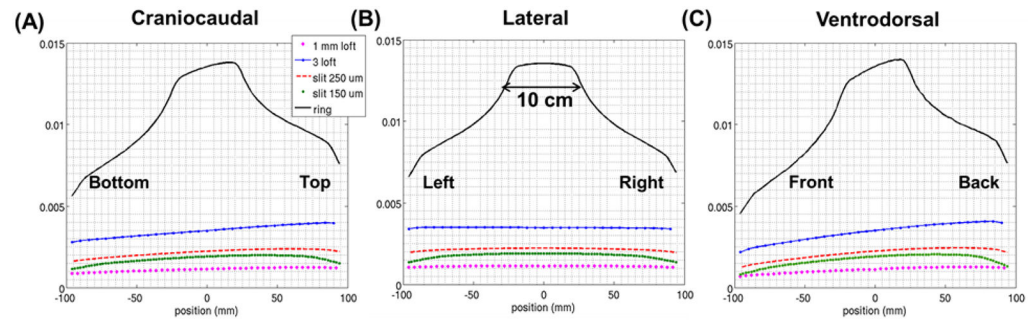 (A) Craniocaudal
0.015
0.01
0.005
0
1 mm loft
3 loft
slit 250 um
slit 150 um
ring
Bottom Top
-100 -50 0 50 100
position (mm)
(B) Lateral
0.015
0.01
0.005
0
10 cm
Left Right
-100 -50 0 50 100
position (mm)
(C) Ventrodorsal
0.015
0.01
0.005
0
Front Back
-100 -50 0 50 100
position (mm)